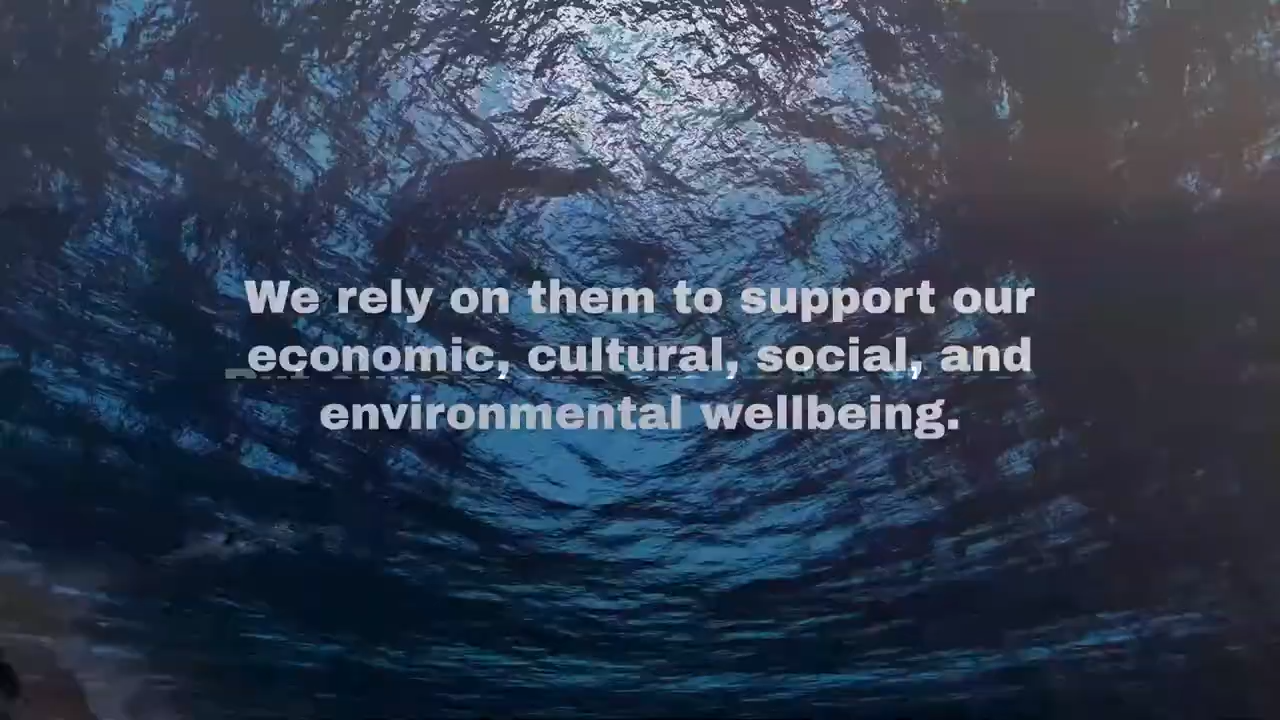 We rely on them to support our
economic, cultural, social, and
environmental wellbeing.